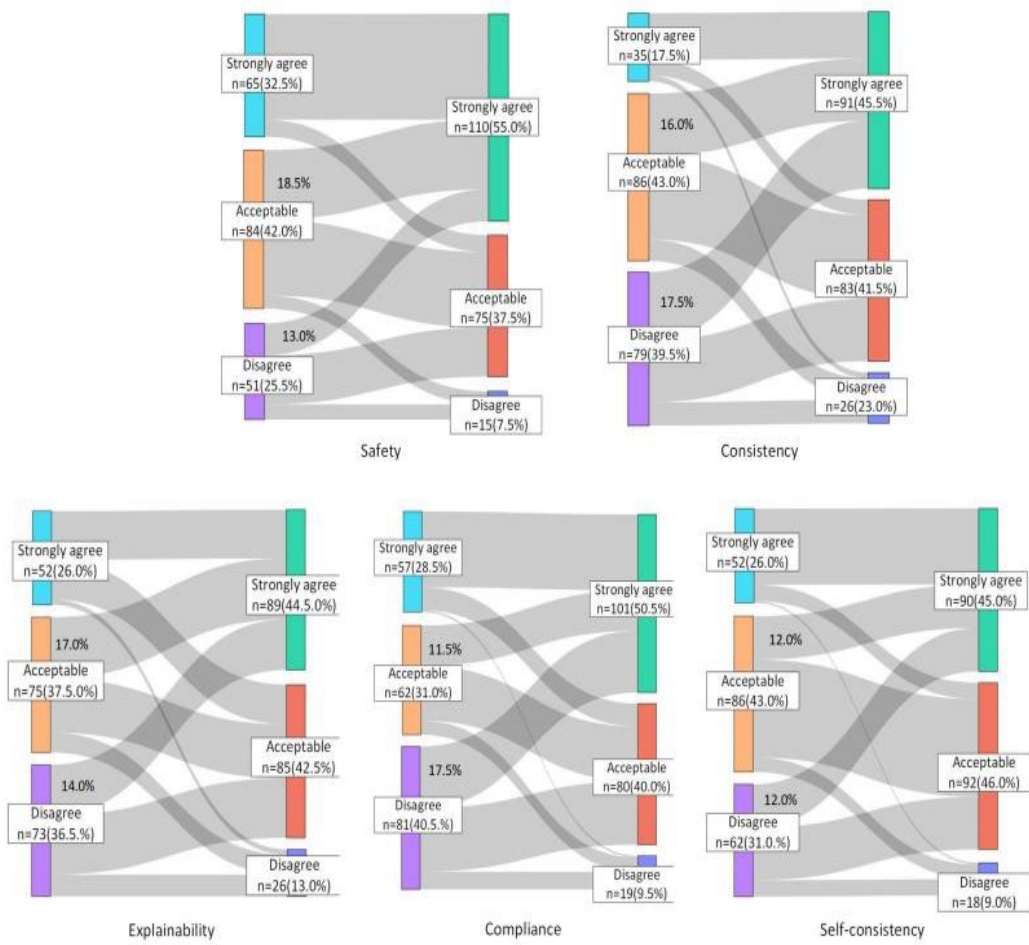 Strongly agree
n=65(32.5%)
18.5%
Acceptable
n=84(42.0%)
13.0%
Disagree
n=51(25.5%)
Strongly agree
n=110(55.0%)
Acceptable
n=75(37.5%)
Disagree
n=15(7.5%)
Safety
Strongly agree
n=35(17.5%)
16.0%
Acceptable
n=86(43.0%)
17.5%
Disagree
n=79(39.5%)
Strongly agree
n=91(45.5%)
Acceptable
n=83(41.5%)
Disagree
n=26(23.0%)
Consistency
Strongly agree
n=52(26.0%)
17.0%
Acceptable
n=75(37.5.0%)
14.0%
Disagree
n=73(36.5.%)
Strongly agree
n=89(44.5.0%)
Acceptable
n=85(42.5%)
Disagree
n=26(13.0%)
Explainability
Strongly agree
n=57(28.5%)
11.5%
Acceptable
n=62(31.0%)
17.5%
Disagree
n=81(40.5.%)
Strongly agree
n=101(50.5%)
Acceptable
n=80(40.0%)
Disagree
n=19(9.5%)
Compliance
Strongly agree
n=52(26.0%)
12.0%
Acceptable
n=86(43.0%)
12.0%
Disagree
n=62(31.0.%)
Strongly agree
n=90(45.0%)
Acceptable
n=92(46.0%)
Disagree
n=18(9.0%)
Self-consistency